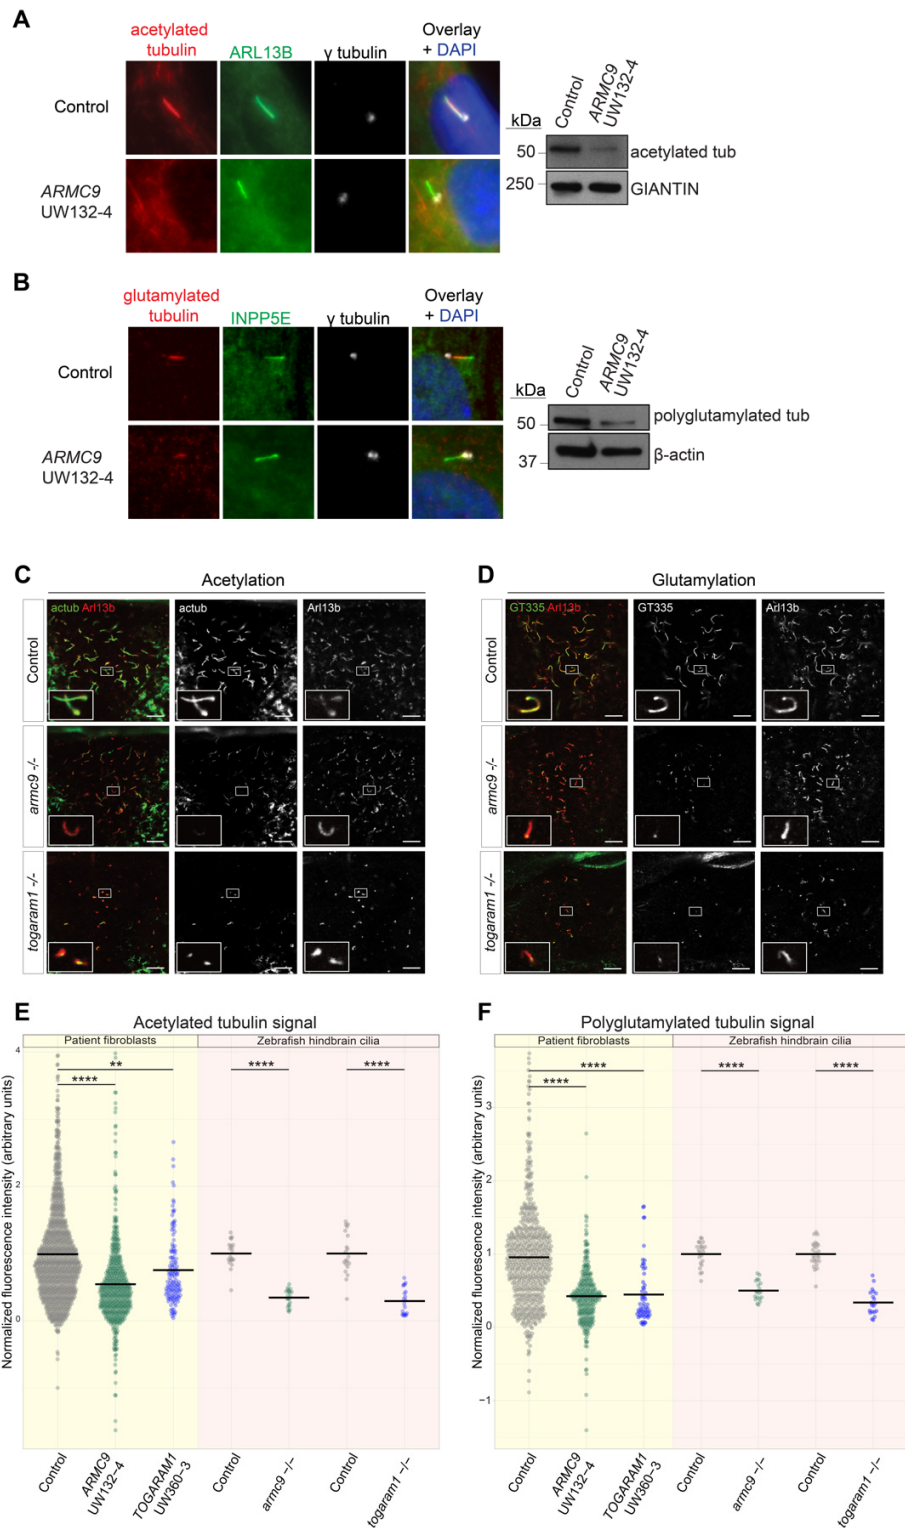 A
acetylated tubulin
ARL13B
γ tubulin
Overlay + DAPI
Control
ARMC9 UW132-4
kDa
Control
ARMC9 UW132-4
50
acetylated tub
250
GIANTIN
B
glutamylated tubulin
INPP5E
γ tubulin
Overlay + DAPI
Control
ARMC9 UW132-4
kDa
Control
ARMC9 UW132-4
50
polyglutamylated tub
37
β-actin
C
Acetylation
actub Arl13b
actub
Arl13b
Control
armc9 -/-
togaram1 -/-
D
Glutamylation
GT335 Arl13b
GT335
Arl13b
Control
armc9 -/-
togaram1 -/-
E
Acetylated tubulin signal
Patient fibroblasts
Zebrafish hindbrain cilia
Normalized fluorescence intensity (arbitrary units)
4
2
0
**
****
****
****
Control
ARMC9 UW132-4
TOGARAM1 UW360-3
Control
armc9 -/-
Control
togaram1 -/-
F
Polyglutamylated tubulin signal
Patient fibroblasts
Zebrafish hindbrain cilia
Normalized fluorescence intensity (arbitrary units)
3
2
1
0
−1
****
****
****
****
Control
ARMC9 UW132-4
TOGARAM1 UW360-3
Control
armc9 -/-
Control
togaram1 -/-